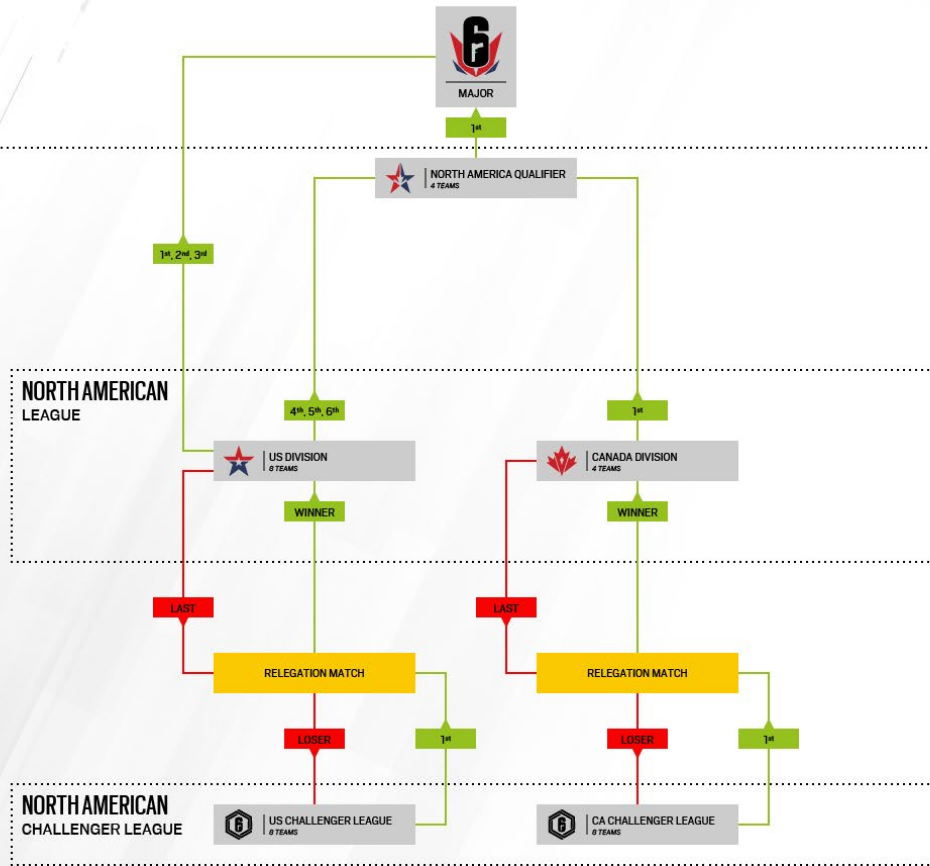 MAJOR
1st
NORTH AMERICA QUALIFIER
4 TEAMS
1st, 2nd, 3rd
NORTH AMERICAN
LEAGUE
4th, 5th, 6th
1st
US DIVISION
8 TEAMS
CANADA DIVISION
4 TEAMS
WINNER
WINNER
LAST
LAST
RELEGATION MATCH
RELEGATION MATCH
LOSER
1st
LOSER
1st
NORTH AMERICAN
CHALLENGER LEAGUE
US CHALLENGER LEAGUE
8 TEAMS
CA CHALLENGER LEAGUE
8 TEAMS